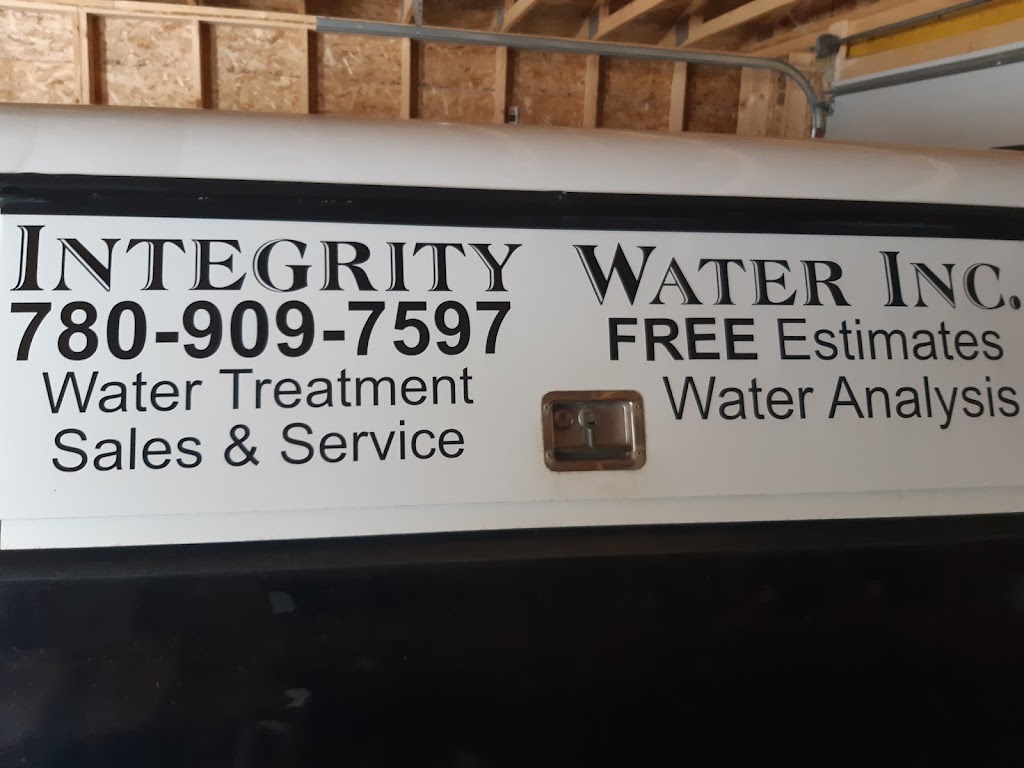 INTEGRITY WATER INC.
780-909-7597
Water Treatment
Sales & Service
FREE Estimates
Water Analysis